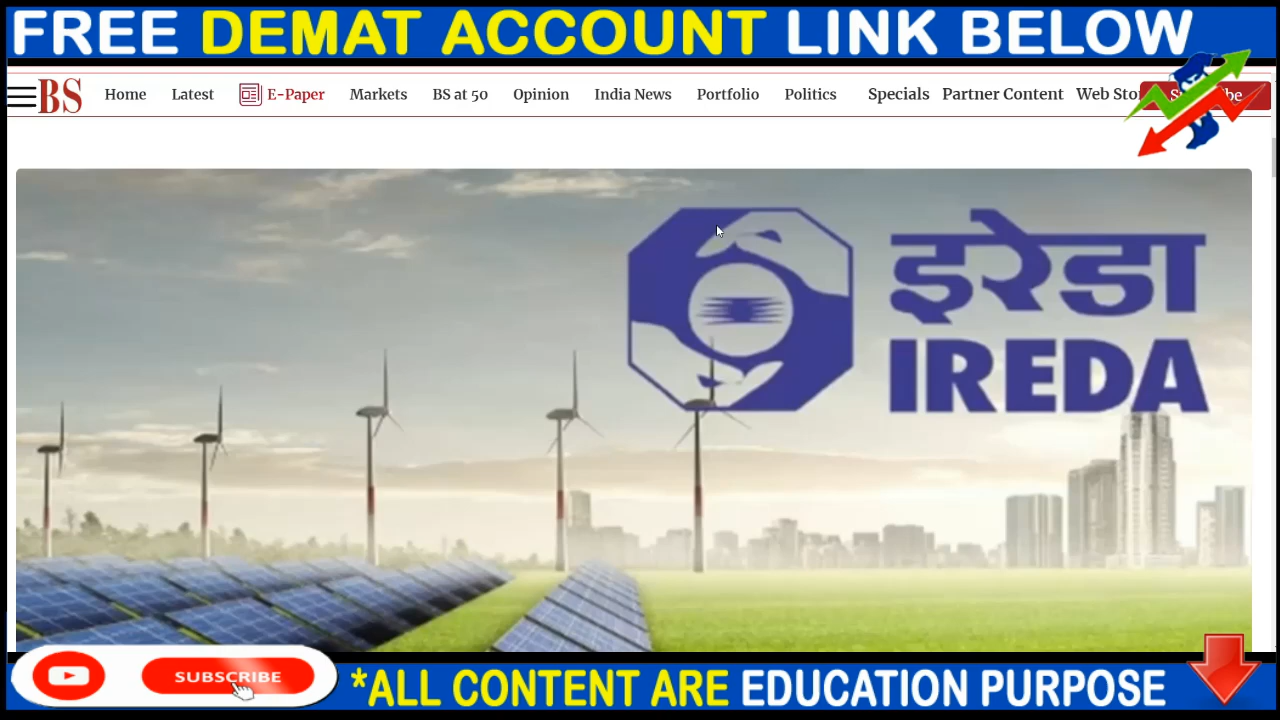 FREE DEMAT ACCOUNT LINK BELOW
BS Home Latest E-Paper Markets BS at 50 Opinion India News Portfolio Politics Specials Partner Content Web
इरेडा
IREDA
SUBSCRIBE
*ALL CONTENT ARE EDUCATION PURPOSE